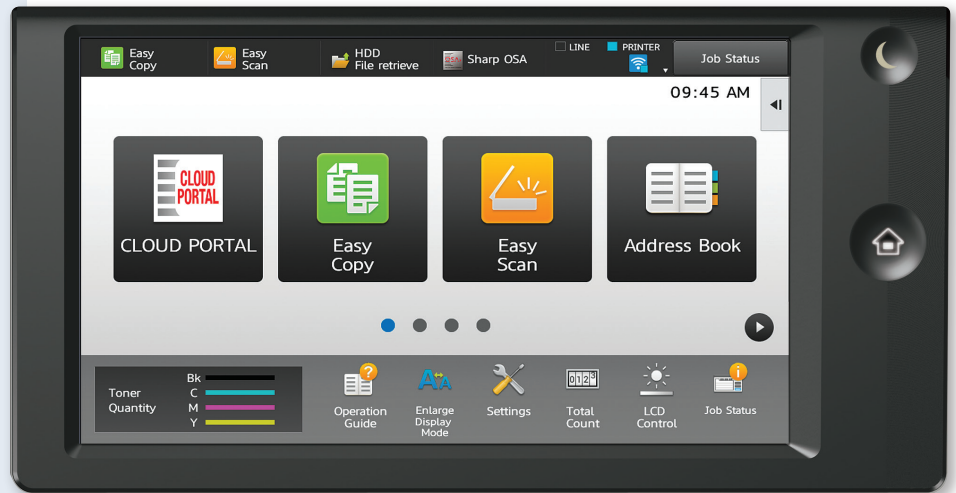 Easy
Copy
Easy
Scan
HDD
File retrieve
Sharp OSA
LINE
PRINTER
Job Status
09:45 AM
CLOUD
PORTAL
CLOUD PORTAL
Easy
Copy
Easy
Scan
Address Book
Toner
Quantity
Bk
C
M
Y
Operation
Guide
Enlarge
Display
Mode
Settings
Total
Count
LCD
Control
Job Status